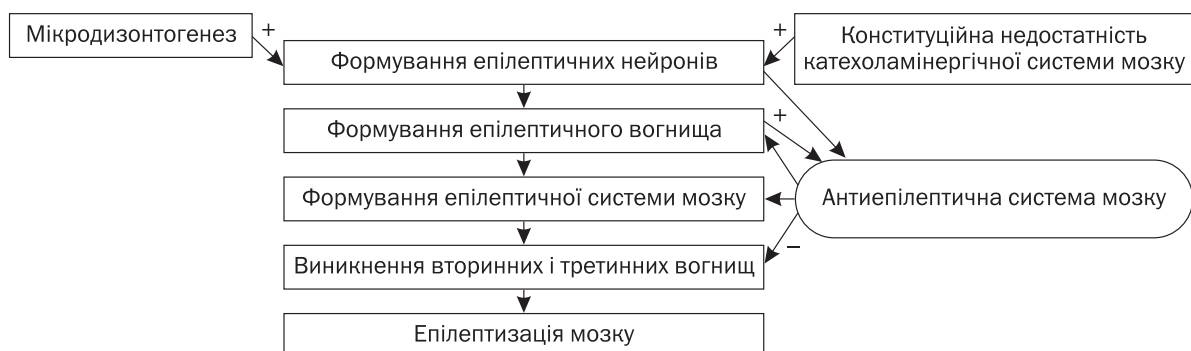 Мікродизонтогенез
+
Формування епілептичних нейронів
+
Конституційна недостатність
катехоламінергічної системи мозку
Формування епілептичного вогнища
+
Формування епілептичної системи мозку
Антиепілептична система мозку
–
Виникнення вторинних і третинних вогнищ
Епілептизація мозку